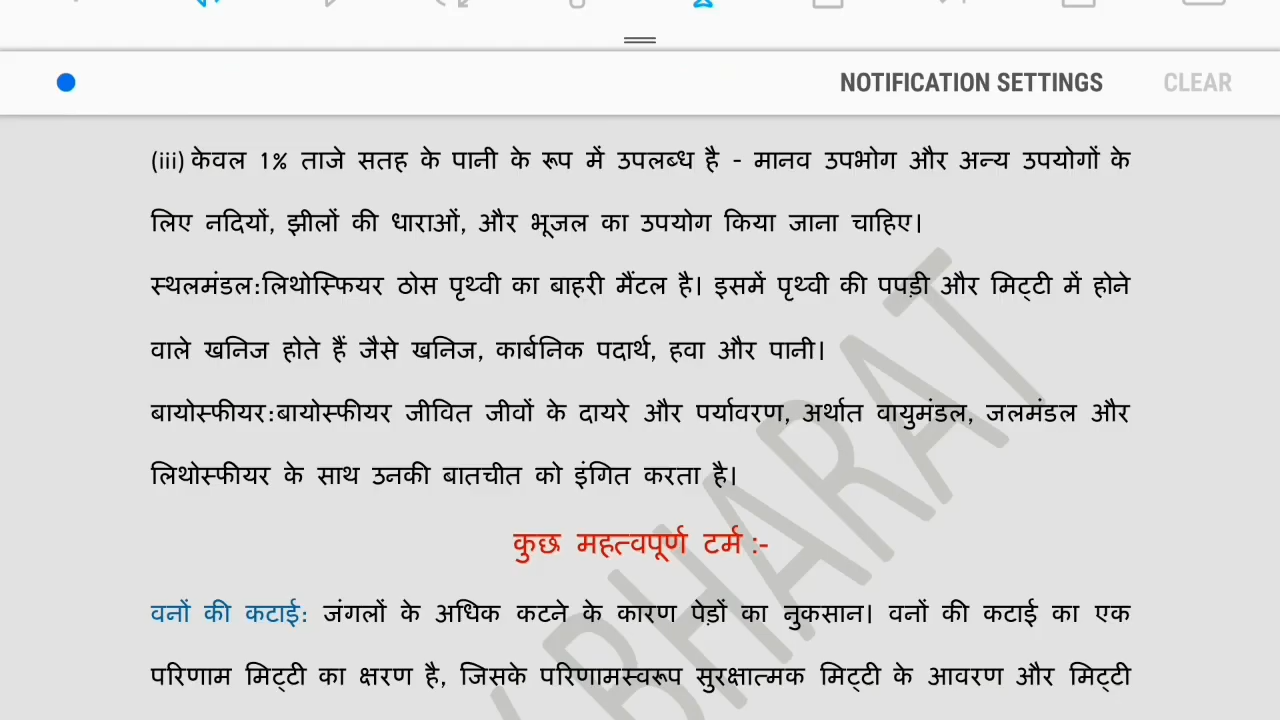 NOTIFICATION SETTINGS CLEAR
(iii) केवल 1% ताजे सतह के पानी के रूप में उपलब्ध है - मानव उपभोग और अन्य उपयोगों के
लिए नदियों, झीलों की धाराओं, और भूजल का उपयोग किया जाना चाहिए।
स्थलमंडल:लिथोस्फियर ठोस पृथ्वी का बाहरी मैंटल है। इसमें पृथ्वी की पपड़ी और मिट्टी में होने
वाले खनिज होते हैं जैसे खनिज, कार्बनिक पदार्थ, हवा और पानी।
बायोस्फीयर:बायोस्फीयर जीवित जीवों के दायरे और पर्यावरण, अर्थात वायुमंडल, जलमंडल और
लिथोस्फीयर के साथ उनकी बातचीत को इंगित करता है।
कुछ महत्वपूर्ण टर्म :-
वनों की कटाई: जंगलों के अधिक कटने के कारण पेड़ों का नुकसान। वनों की कटाई का एक
परिणाम मिट्टी का क्षरण है, जिसके परिणामस्वरूप सुरक्षात्मक मिट्टी के आवरण और मिट्टी
BHARAT